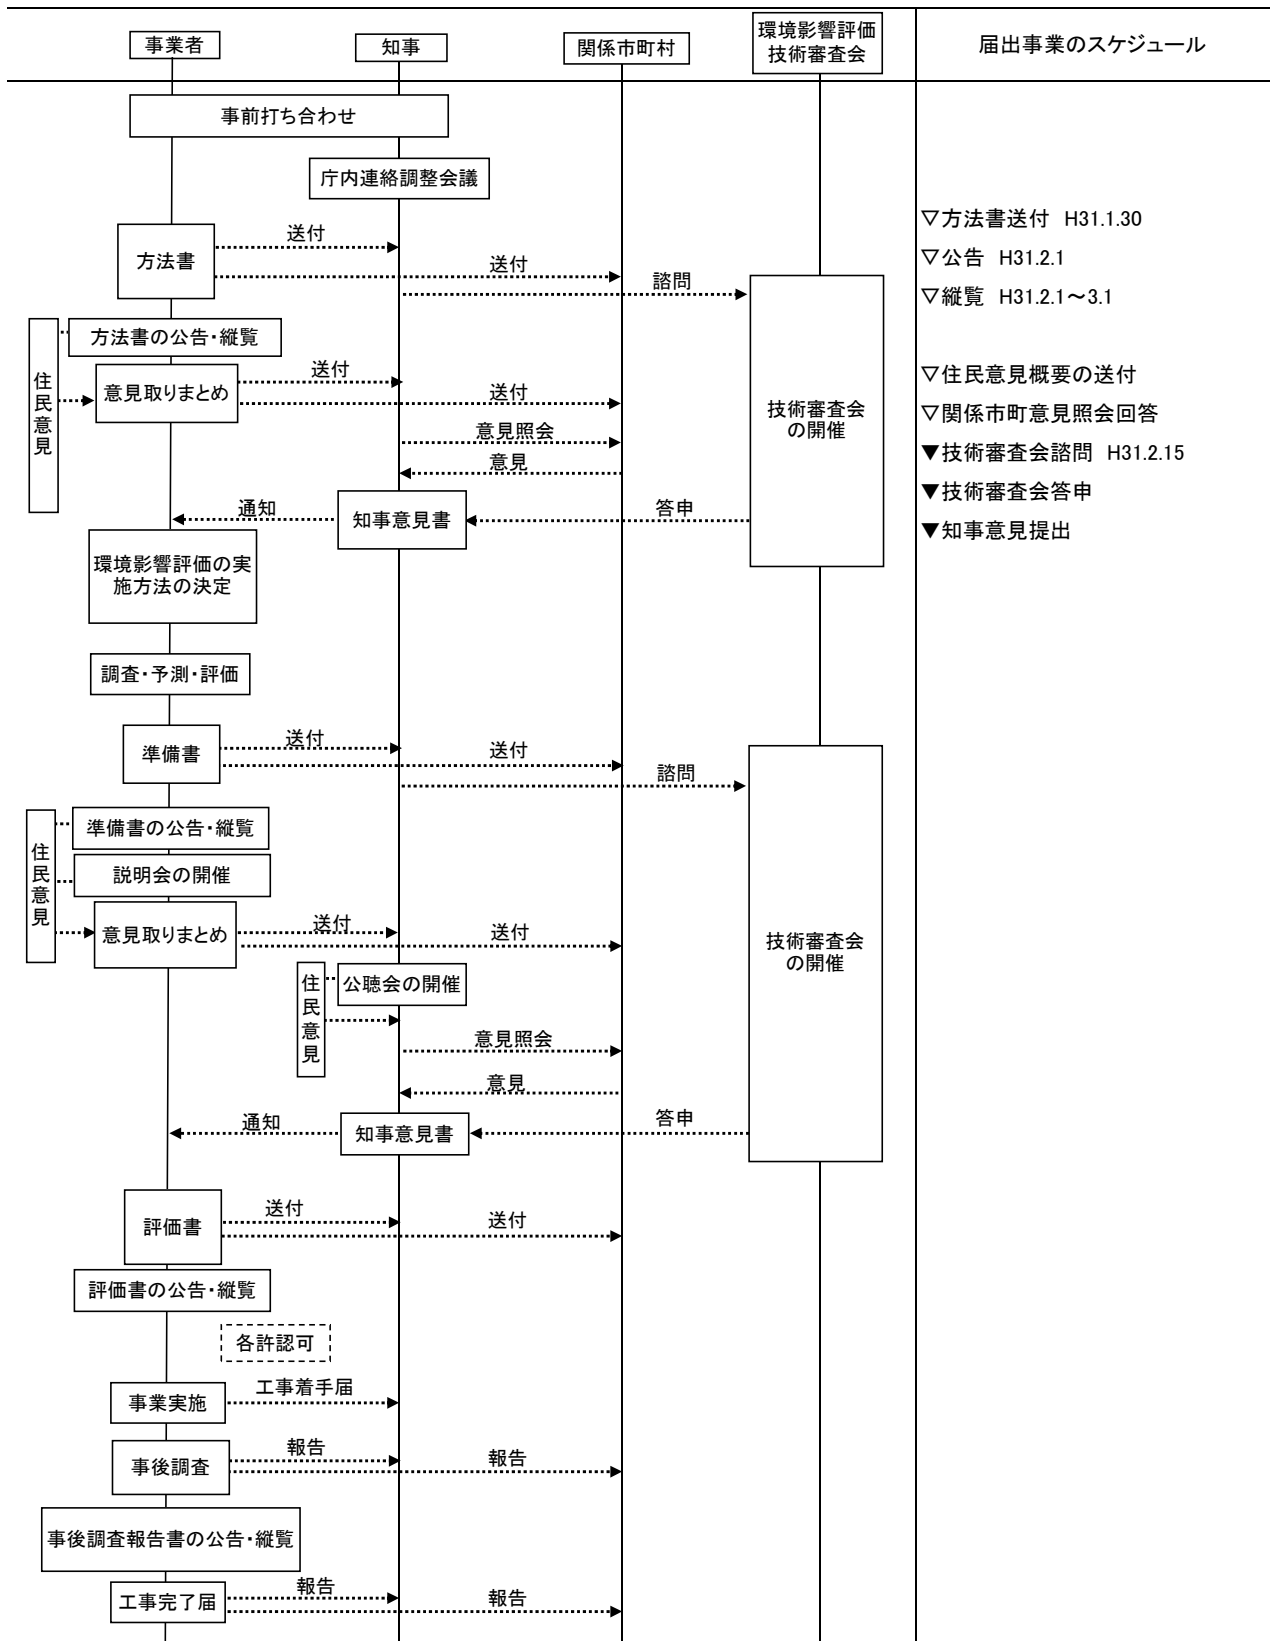 事業者
知事
関係市町村
環境影響評価
技術審査会
届出事業のスケジュール
事前打ち合わせ
庁内連絡調整会議
方法書
送付
送付
諮問
▽方法書送付 H31.1.30
▽公告 H31.2.1
▽縦覧 H31.2.1～3.1
方法書の公告・縦覧
住民意見
意見取りまとめ
送付
送付
意見照会
意見
技術審査会
の開催
▽住民意見概要の送付
▽関係市町意見照会回答
▼技術審査会諮問 H31.2.15
▼技術審査会答申
▼知事意見提出
通知
知事意見書
答申
環境影響評価の実
施方法の決定
調査・予測・評価
準備書
送付
送付
諮問
準備書の公告・縦覧
住民意見
説明会の開催
意見取りまとめ
送付
送付
技術審査会
の開催
住民意見
公聴会の開催
意見照会
意見
通知
知事意見書
答申
評価書
送付
送付
評価書の公告・縦覧
各許認可
事業実施
工事着手届
事後調査
報告
報告
事後調査報告書の公告・縦覧
工事完了届
報告
報告